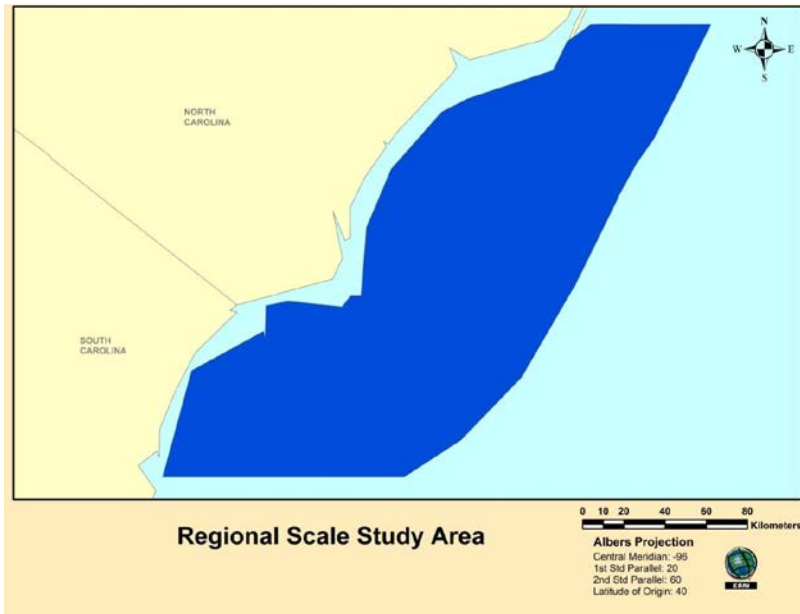 N
W E
S
NORTH
CAROLINA
SOUTH
CAROLINA
Regional Scale Study Area
0 10 20 40 60 80
Kilometers
Albers Projection
Central Meridian: -96
1st Std Parallel: 20
2nd Std Parallel: 60
Latitude of Origin: 40
ESRI